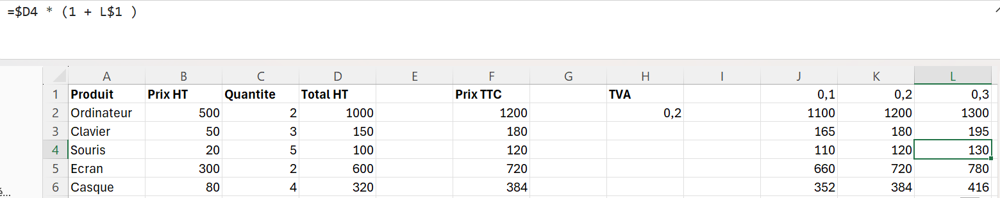 =$D4 * (1 + L$1 )
A B C D E F G H I J K L
1 Produit Prix HT Quantite Total HT Prix TTC TVA 0,1 0,2 0,3
2 Ordinateur 500 2 1000 1200 0,2 1100 1200 1300
3 Clavier 50 3 150 180 165 180 195
4 Souris 20 5 100 120 110 120 130
5 Ecran 300 2 600 720 660 720 780
6 Casque 80 4 320 384 352 384 416